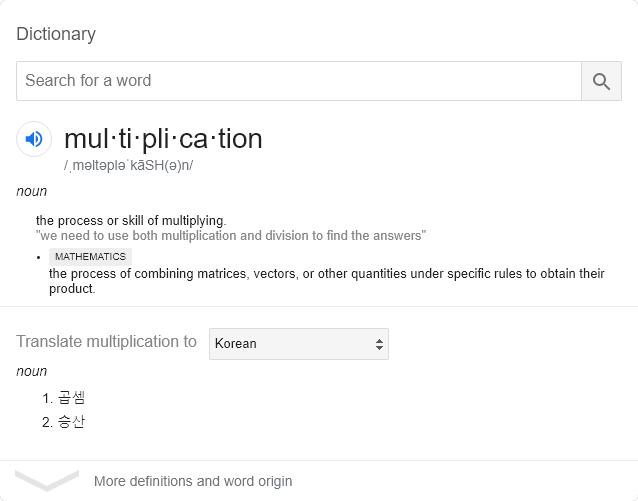 Dictionary
Search for a word
mul·ti·pli·ca·tion
/ˌməltəpləˈkāSH(ə)n/
noun
the process or skill of multiplying.
"we need to use both multiplication and division to find the answers"
• MATHEMATICS
the process of combining matrices, vectors, or other quantities under specific rules to obtain their
product.
Translate multiplication to Korean
noun
1. 곱셈
2. 승산
More definitions and word origin